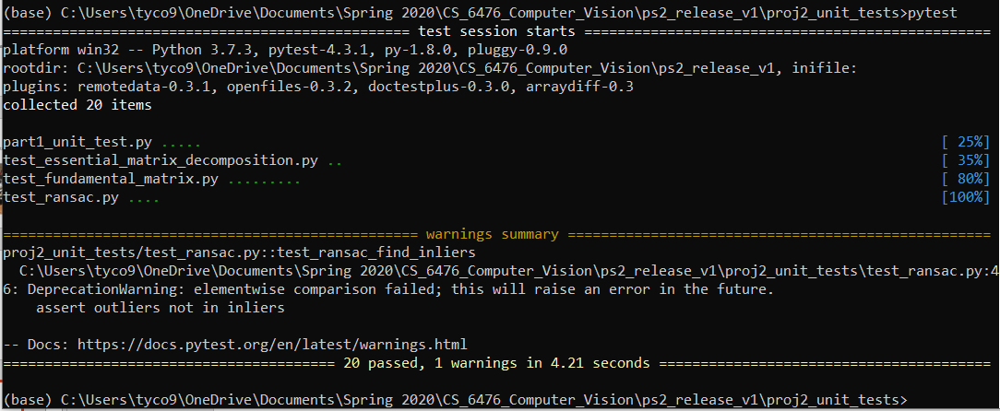 (base) C:\Users\tyco9\OneDrive\Documents\Spring 2020\CS_6476_Computer_Vision\ps2_release_v1\proj2_unit_tests>pytest
================================================= test session starts =================================================
platform win32 -- Python 3.7.3, pytest-4.3.1, py-1.8.0, pluggy-0.9.0
rootdir: C:\Users\tyco9\OneDrive\Documents\Spring 2020\CS_6476_Computer_Vision\ps2_release_v1, inifile:
plugins: remotedata-0.3.1, openfiles-0.3.2, doctestplus-0.3.0, arraydiff-0.3
collected 20 items
part1_unit_test.py ..... [ 25%]
test_essential_matrix_decomposition.py .. [ 35%]
test_fundamental_matrix.py ......... [ 80%]
test_ransac.py .... [100%]
================================================== warnings summary ===================================================
proj2_unit_tests/test_ransac.py::test_ransac_find_inliers
C:\Users\tyco9\OneDrive\Documents\Spring 2020\CS_6476_Computer_Vision\ps2_release_v1\proj2_unit_tests\test_ransac.py:4
6: DeprecationWarning: elementwise comparison failed; this will raise an error in the future.
assert outliers not in inliers
-- Docs: https://docs.pytest.org/en/latest/warnings.html
======================================== 20 passed, 1 warnings in 4.21 seconds ========================================
(base) C:\Users\tyco9\OneDrive\Documents\Spring 2020\CS_6476_Computer_Vision\ps2_release_v1\proj2_unit_tests>